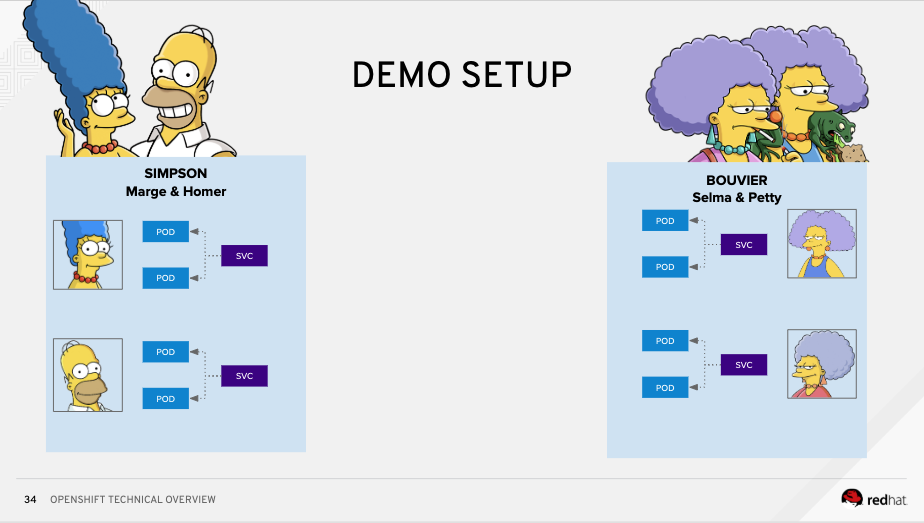 DEMO SETUP
SIMPSON
Marge & Homer
POD
SVC
POD
POD
SVC
POD
BOUVIER
Selma & Petty
POD
SVC
POD
POD
SVC
POD
34 OPENSHIFT TECHNICAL OVERVIEW
redhat